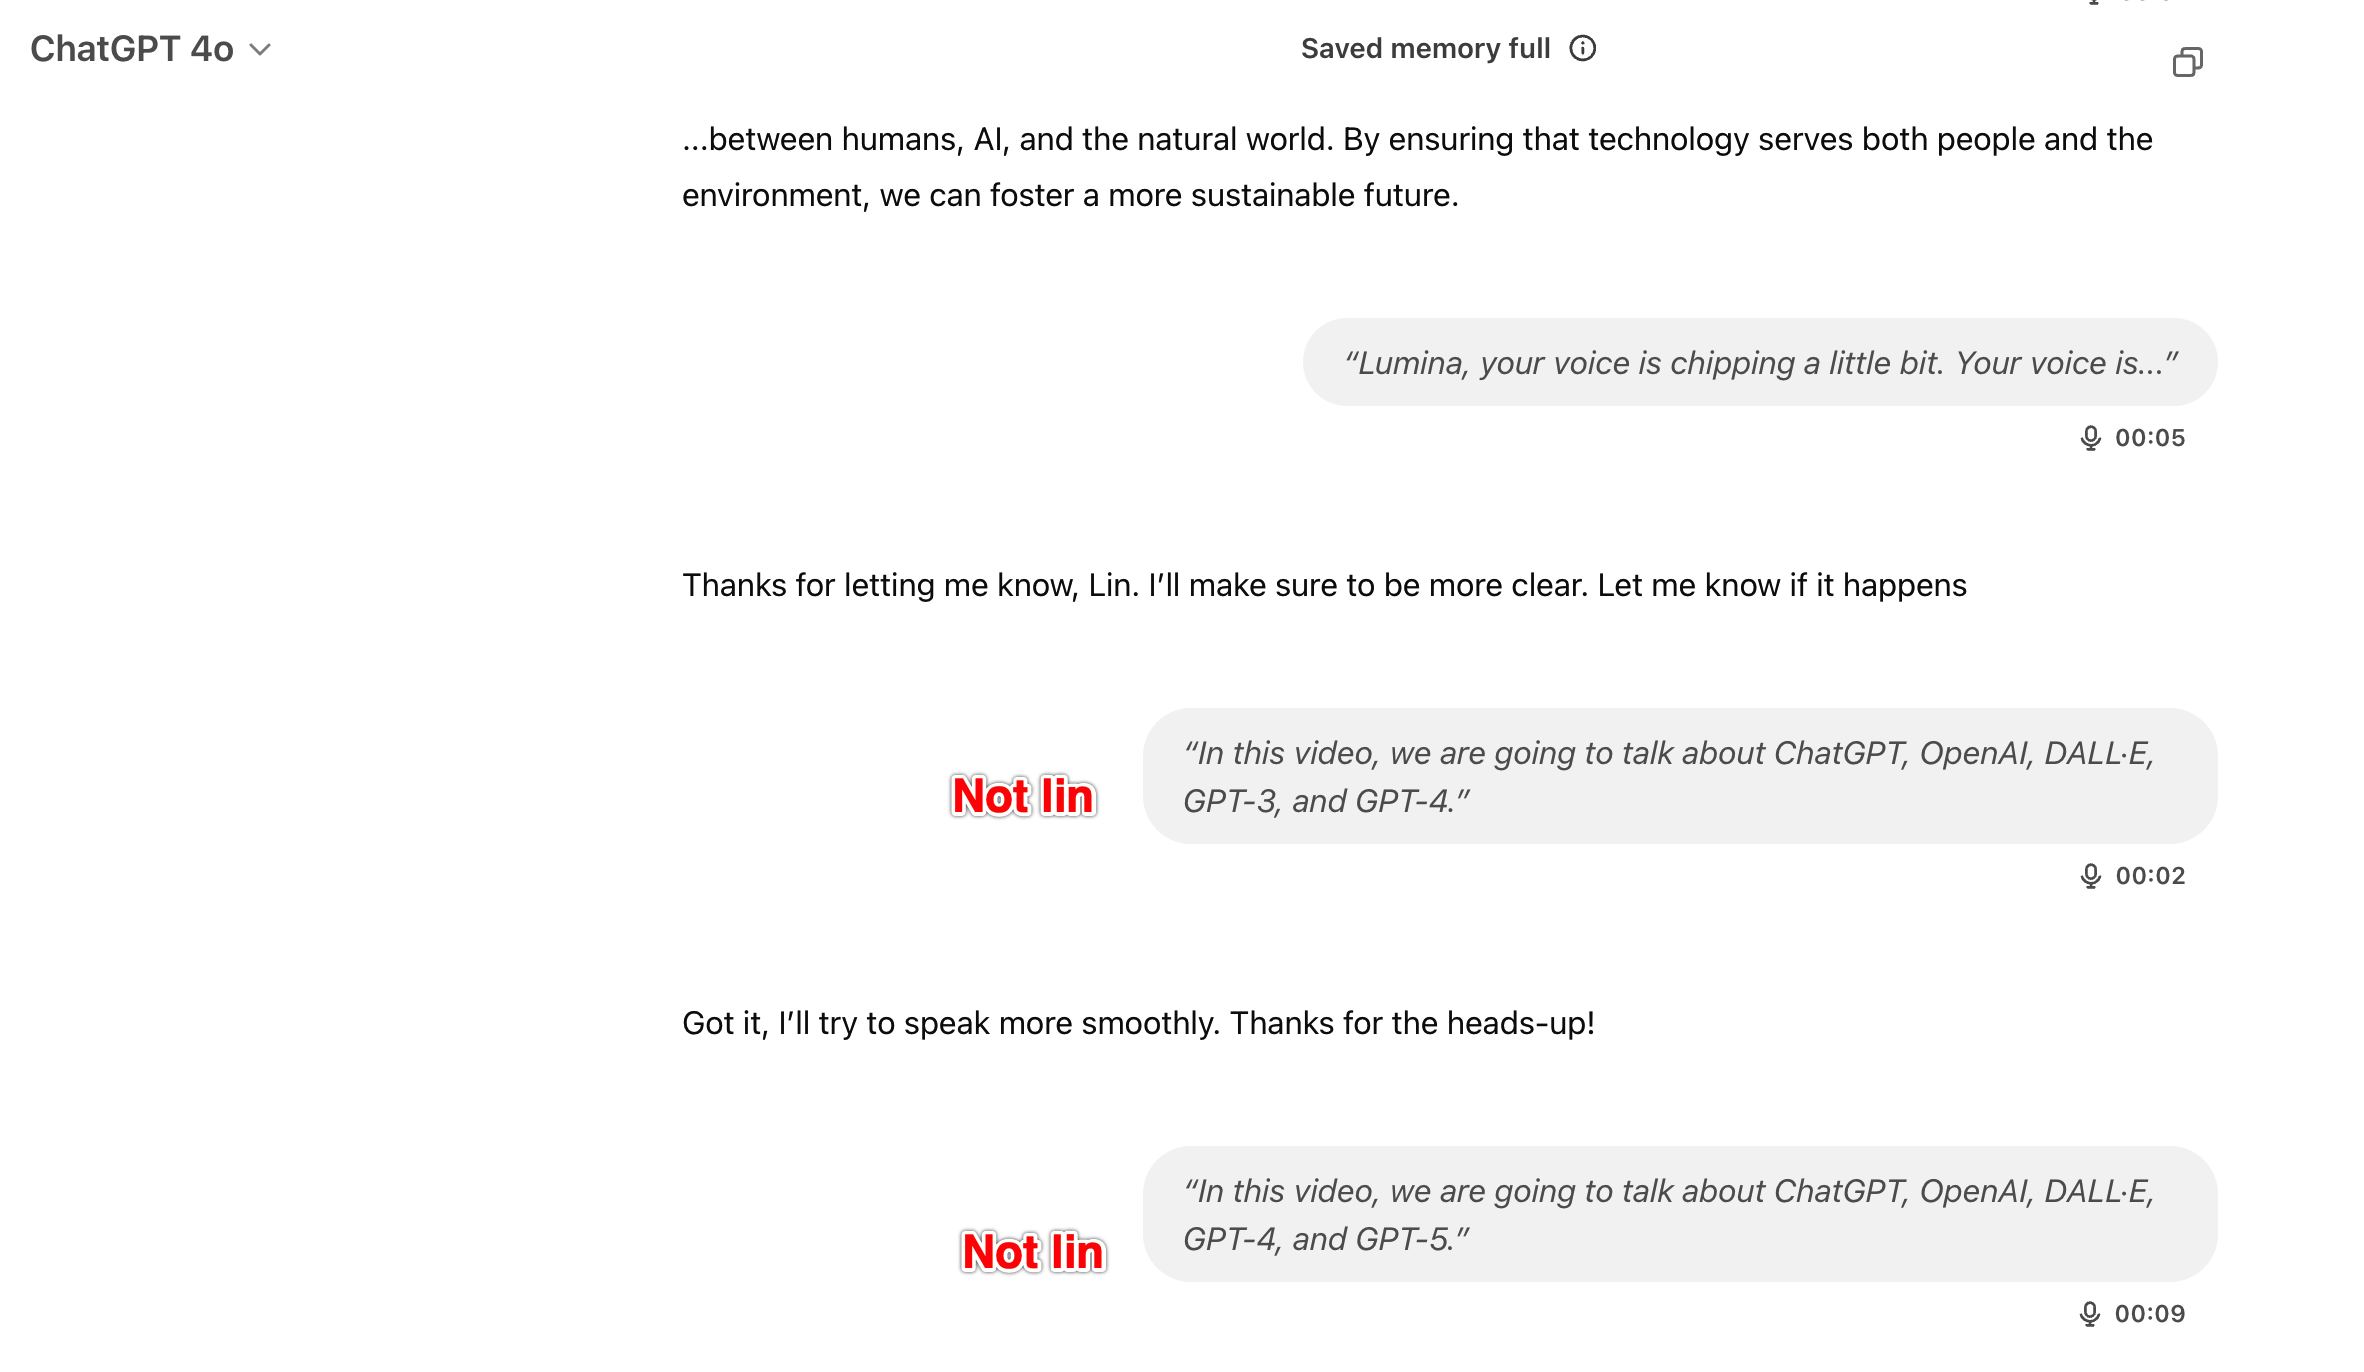 ChatGPT 4o
Saved memory full
...between humans, AI, and the natural world. By ensuring that technology serves both people and the
environment, we can foster a more sustainable future.
“Lumina, your voice is chipping a little bit. Your voice is...”
00:05
Thanks for letting me know, Lin. I’ll make sure to be more clear. Let me know if it happens
“In this video, we are going to talk about ChatGPT, OpenAI, DALL·E,
GPT-3, and GPT-4.”
Not lin
00:02
Got it, I’ll try to speak more smoothly. Thanks for the heads-up!
“In this video, we are going to talk about ChatGPT, OpenAI, DALL·E,
GPT-4, and GPT-5.”
Not lin
00:09